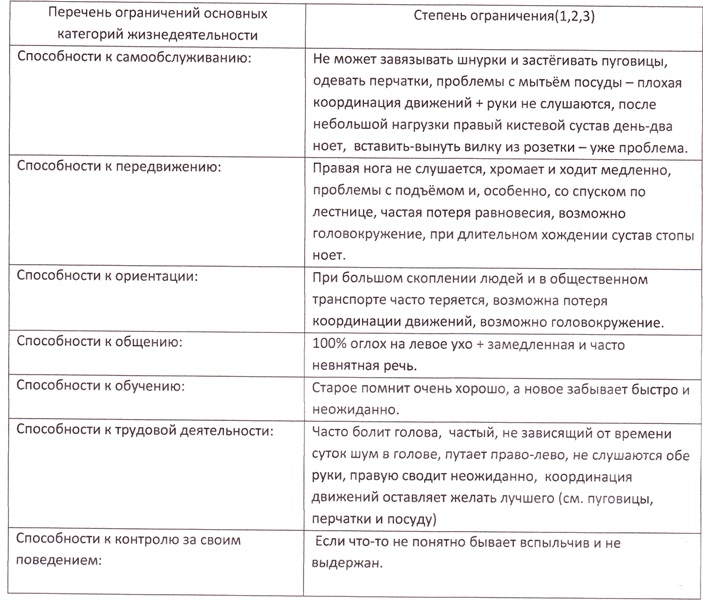 Перечень ограничений основных
категорий жизнедеятельности
Степень ограничения(1,2,3)
Способности к самообслуживанию:
Не может завязывать шнурки и застёгивать пуговицы,
одевать перчатки, проблемы с мытьём посуды – плохая
координация движений + руки не слушаются, после
небольшой нагрузки правый кистевой сустав день-два
ноет, вставить-вынуть вилку из розетки – уже проблема.
Способности к передвижению:
Правая нога не слушается, хромает и ходит медленно,
проблемы с подъёмом и, особенно, со спуском по
лестнице, частая потеря равновесия, возможно
головокружение, при длительном хождении сустав стопы
ноет.
Способности к ориентации:
При большом скоплении людей и в общественном
транспорте часто теряется, возможна потеря
координации движений, возможно головокружение.
Способности к общению:
100% оглох на левое ухо + замедленная и часто
невнятная речь.
Способности к обучению:
Старое помнит очень хорошо, а новое забывает быстро и
неожиданно.
Способности к трудовой деятельности:
Часто болит голова, частый, не зависящий от времени
суток шум в голове, путает право-лево, не слушаются обе
руки, правую сводит неожиданно, координация
движений оставляет желать лучшего (см. пуговицы,
перчатки и посуду)
Способности к контролю за своим
поведением:
Если что-то не понятно бывает вспыльчив и не
выдержан.